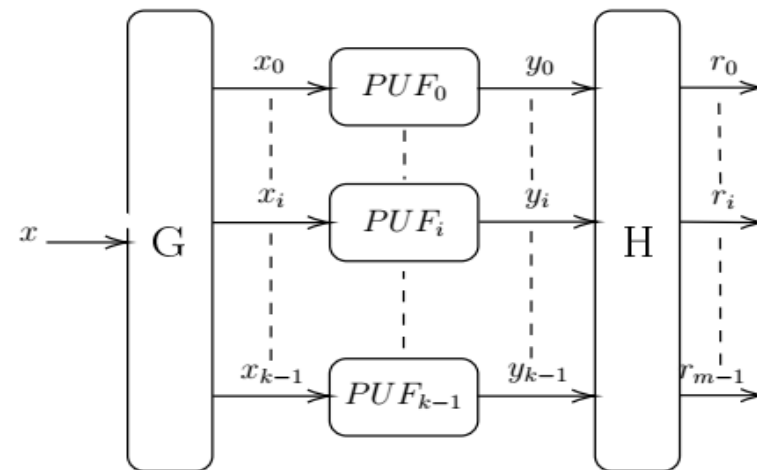 x₀ PUF₀ y₀ r₀
xᵢ PUFᵢ yᵢ rᵢ
x G H
xₖ₋₁ PUFₖ₋₁ yₖ₋₁ rₘ₋₁